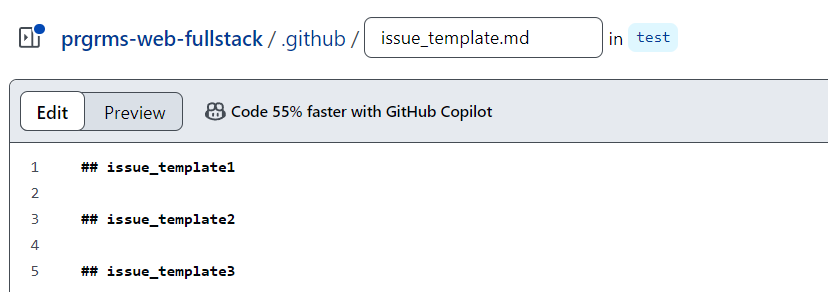 prgrms-web-fullstack / .github / issue_template.md in test
Edit Preview Code 55% faster with GitHub Copilot
1 ## issue_template1
2
3 ## issue_template2
4
5 ## issue_template3